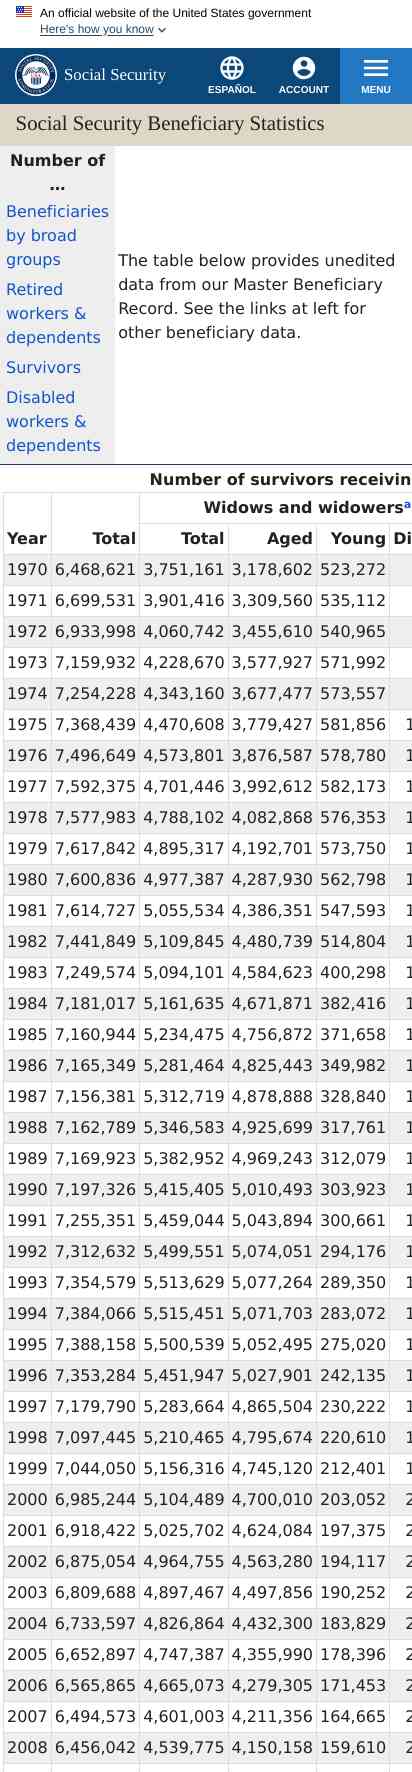 An official website of the United States government
Here's how you know
Social Security
ESPAÑOL
ACCOUNT
MENU
Social Security Beneficiary Statistics
Number of
...
Beneficiaries
by broad
groups
Retired
workers &
dependents
Survivors
Disabled
workers &
dependents
The table below provides unedited
data from our Master Beneficiary
Record. See the links at left for
other beneficiary data.
Number of survivors receivin
Widows and widowers a
Year Total Total Aged Young Di
1970 6,468,621 3,751,161 3,178,602 523,272
1971 6,699,531 3,901,416 3,309,560 535,112
1972 6,933,998 4,060,742 3,455,610 540,965
1973 7,159,932 4,228,670 3,577,927 571,992
1974 7,254,228 4,343,160 3,677,477 573,557
1975 7,368,439 4,470,608 3,779,427 581,856 1
1976 7,496,649 4,573,801 3,876,587 578,780 1
1977 7,592,375 4,701,446 3,992,612 582,173 1
1978 7,577,983 4,788,102 4,082,868 576,353 1
1979 7,617,842 4,895,317 4,192,701 573,750 1
1980 7,600,836 4,977,387 4,287,930 562,798 1
1981 7,614,727 5,055,534 4,386,351 547,593 1
1982 7,441,849 5,109,845 4,480,739 514,804 1
1983 7,249,574 5,094,101 4,584,623 400,298 1
1984 7,181,017 5,161,635 4,671,871 382,416 1
1985 7,160,944 5,234,475 4,756,872 371,658 1
1986 7,165,349 5,281,464 4,825,443 349,982 1
1987 7,156,381 5,312,719 4,878,888 328,840 1
1988 7,162,789 5,346,583 4,925,699 317,761 1
1989 7,169,923 5,382,952 4,969,243 312,079 1
1990 7,197,326 5,415,405 5,010,493 303,923 1
1991 7,255,351 5,459,044 5,043,894 300,661 1
1992 7,312,632 5,499,551 5,074,051 294,176 1
1993 7,354,579 5,513,629 5,077,264 289,350 1
1994 7,384,066 5,515,451 5,071,703 283,072 1
1995 7,388,158 5,500,539 5,052,495 275,020 1
1996 7,353,284 5,451,947 5,027,901 242,135 1
1997 7,179,790 5,283,664 4,865,504 230,222 1
1998 7,097,445 5,210,465 4,795,674 220,610 1
1999 7,044,050 5,156,316 4,745,120 212,401 1
2000 6,985,244 5,104,489 4,700,010 203,052 2
2001 6,918,422 5,025,702 4,624,084 197,375 2
2002 6,875,054 4,964,755 4,563,280 194,117 2
2003 6,809,688 4,897,467 4,497,856 190,252 2
2004 6,733,597 4,826,864 4,432,300 183,829 2
2005 6,652,897 4,747,387 4,355,990 178,396 2
2006 6,565,865 4,665,073 4,279,305 171,453 2
2007 6,494,573 4,601,003 4,211,356 164,665 2
2008 6,456,042 4,539,775 4,150,158 159,610 2